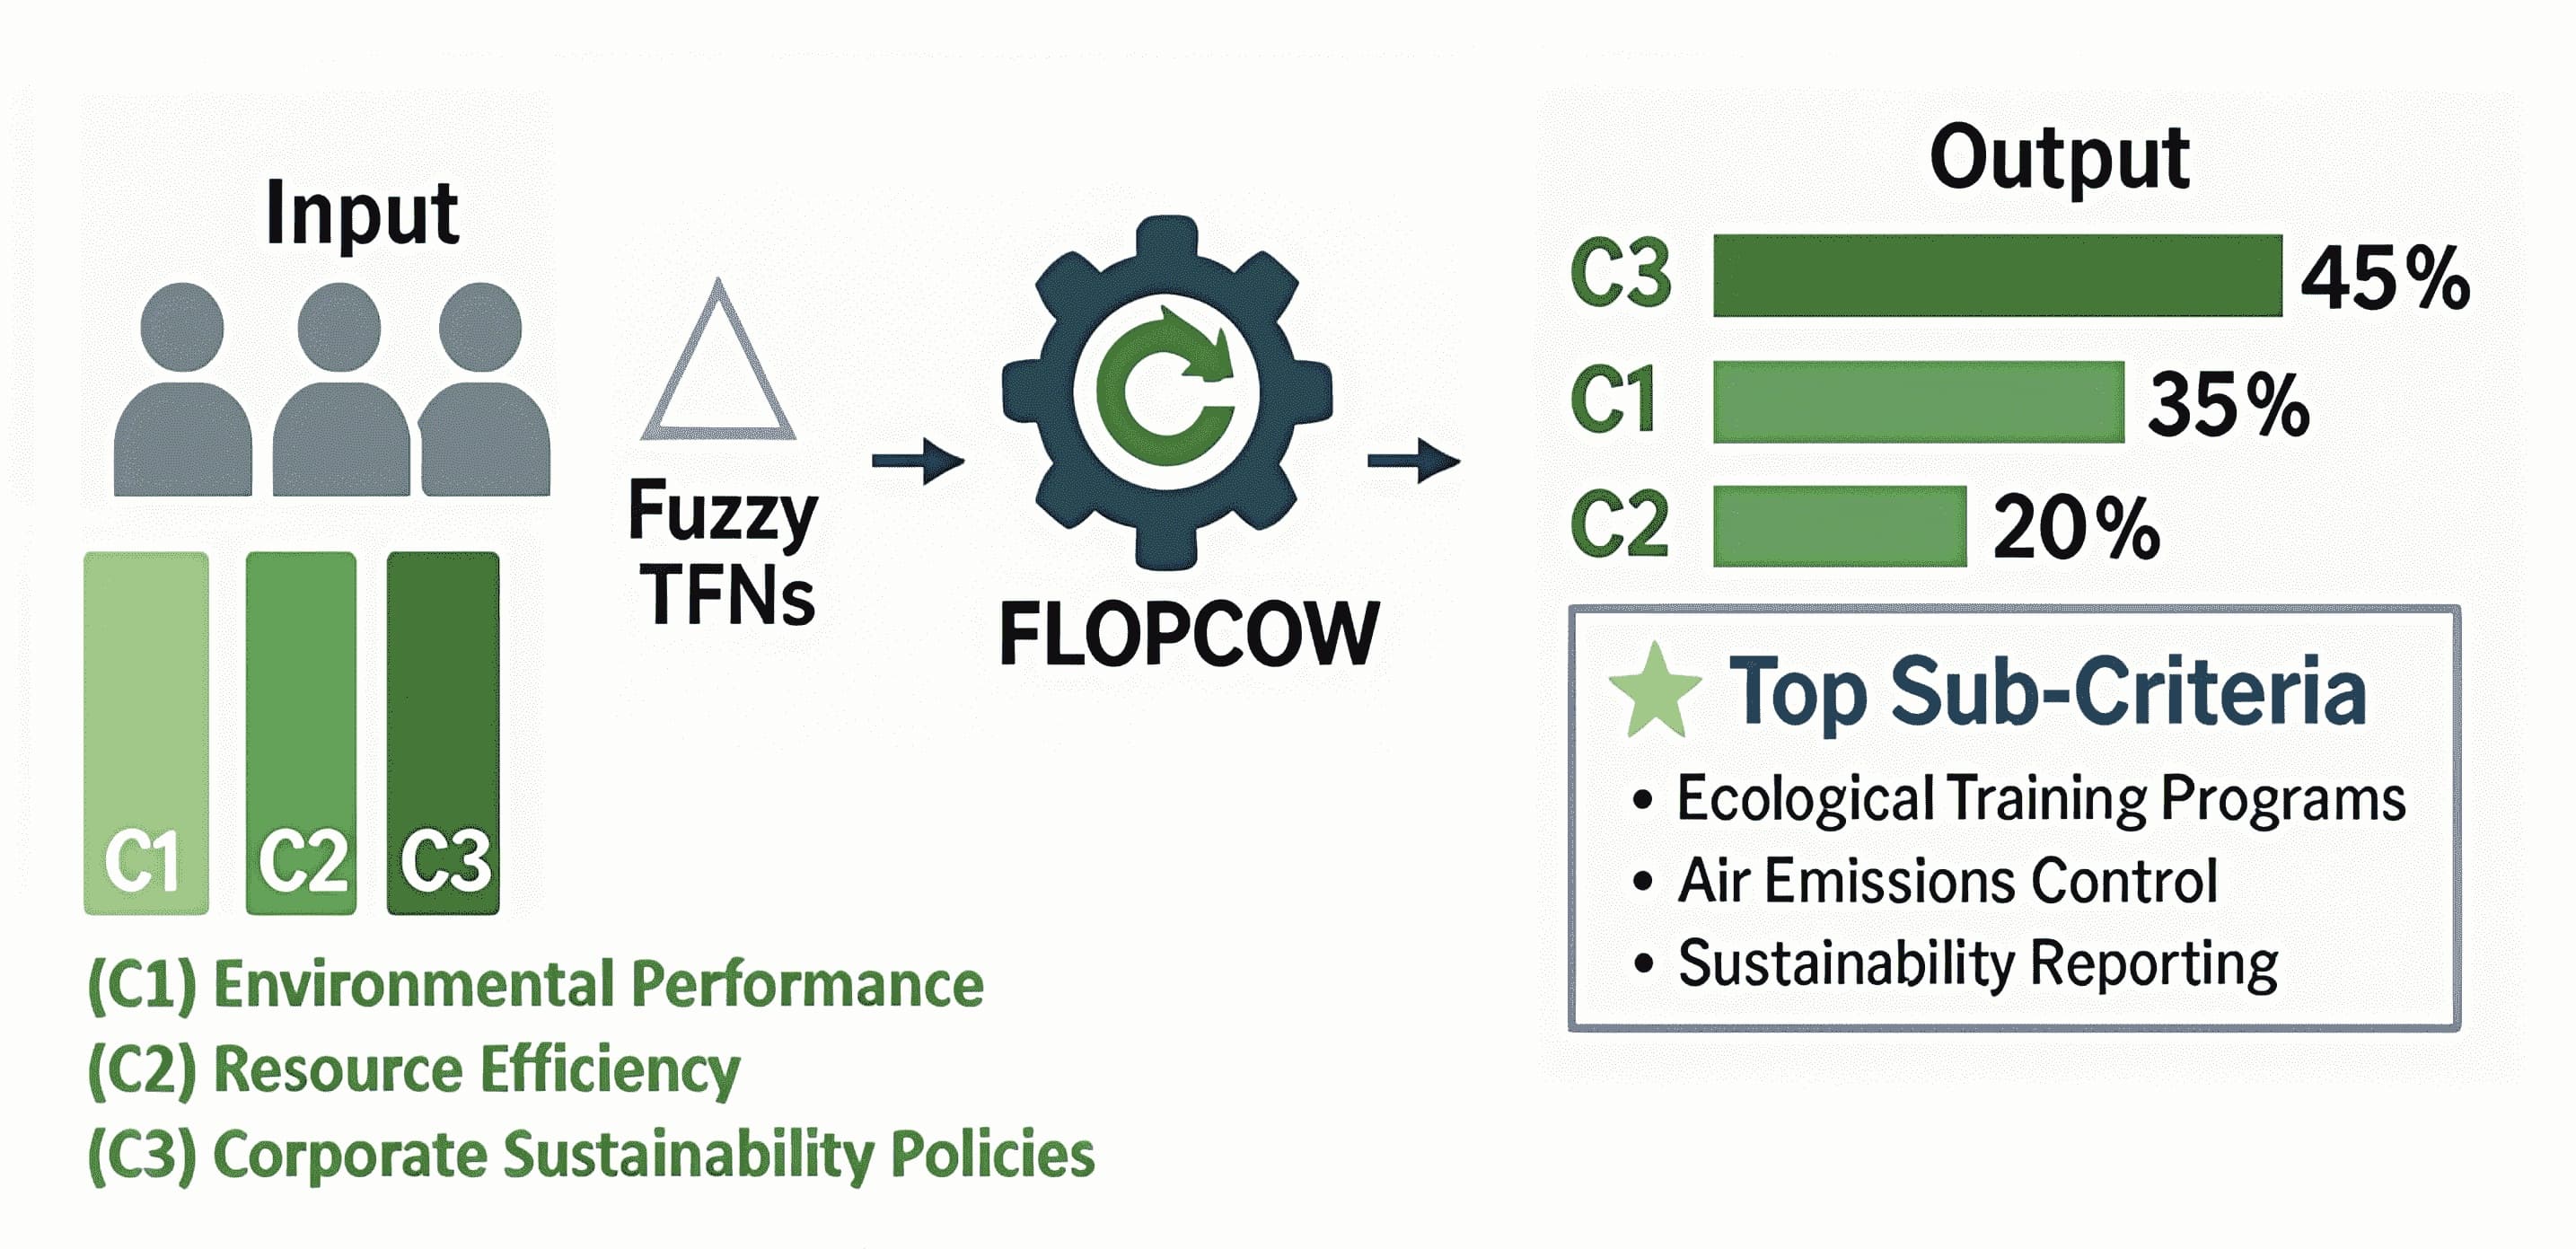 Input
C1
C2
C3
(C1) Environmental Performance
(C2) Resource Efficiency
(C3) Corporate Sustainability Policies
Fuzzy
TFNs
FLOPCOW
Output
C3 45%
C1 35%
C2 20%
Top Sub-Criteria
• Ecological Training Programs
• Air Emissions Control
• Sustainability Reporting